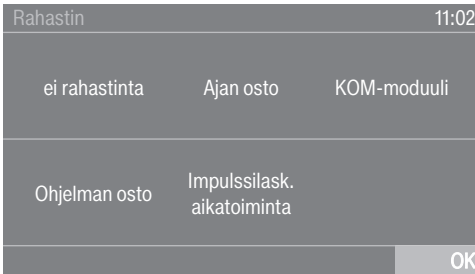 Rahastin 11:02
ei rahastinta Ajan osto KOM-moduuli
Ohjelman osto Impulssilask.
aikatoiminta
OK